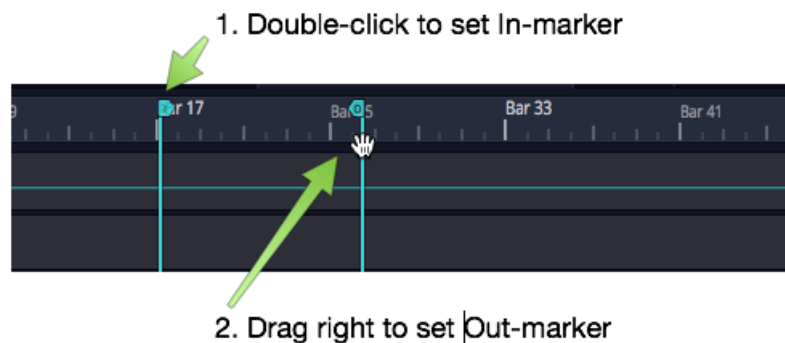 1. Double-click to set In-marker
9 Bar 17 Bar 25 Bar 33 Bar 41
2. Drag right to set Out-marker